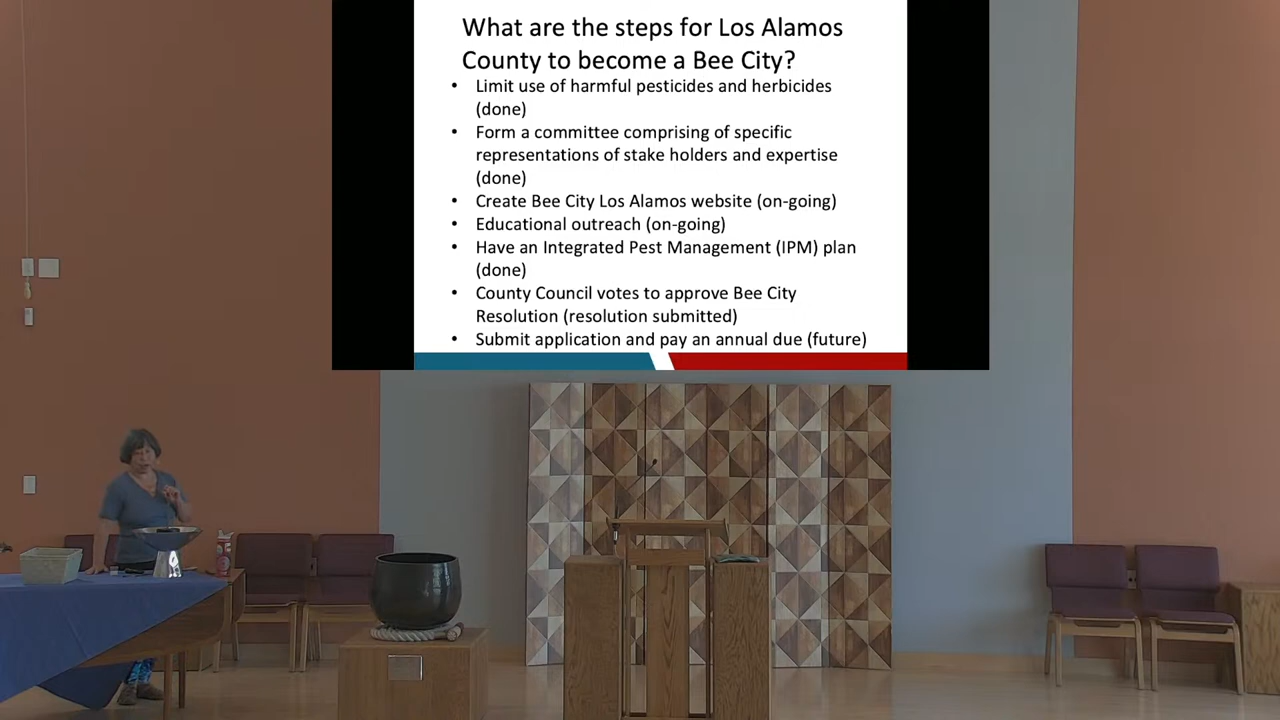 What are the steps for Los Alamos
County to become a Bee City?
• Limit use of harmful pesticides and herbicides
(done)
• Form a committee comprising of specific
representations of stake holders and expertise
(done)
• Create Bee City Los Alamos website (on-going)
• Educational outreach (on-going)
• Have an Integrated Pest Management (IPM) plan
(done)
• County Council votes to approve Bee City
Resolution (resolution submitted)
• Submit application and pay an annual due (future)